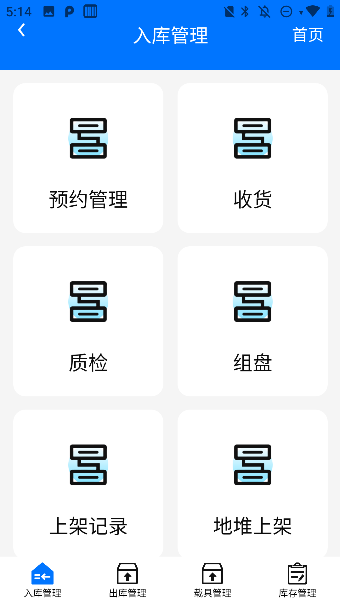 5:14
入库管理
首页
预约管理
收货
质检
组盘
上架记录
地堆上架
入库管理
出库管理
载具管理
库存管理